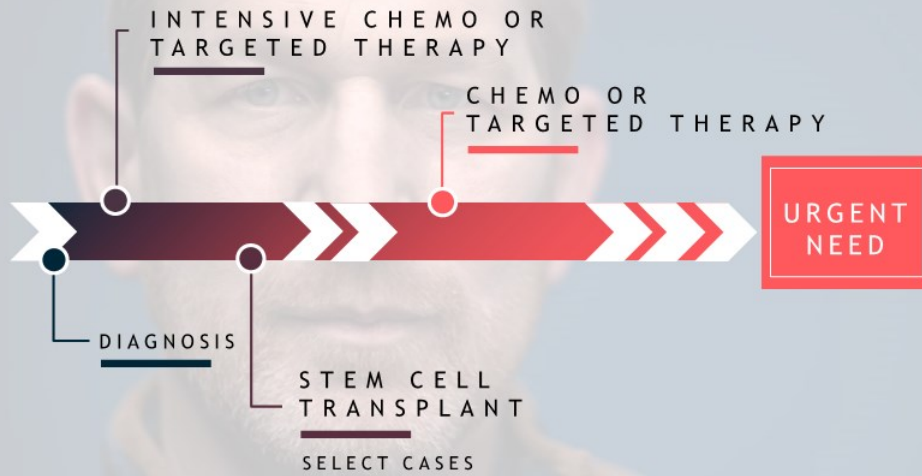 INTENSIVE CHEMO OR
TARGETED THERAPY
CHEMO OR
TARGETED THERAPY
URGENT
NEED
DIAGNOSIS
STEM CELL
TRANSPLANT
SELECT CASES